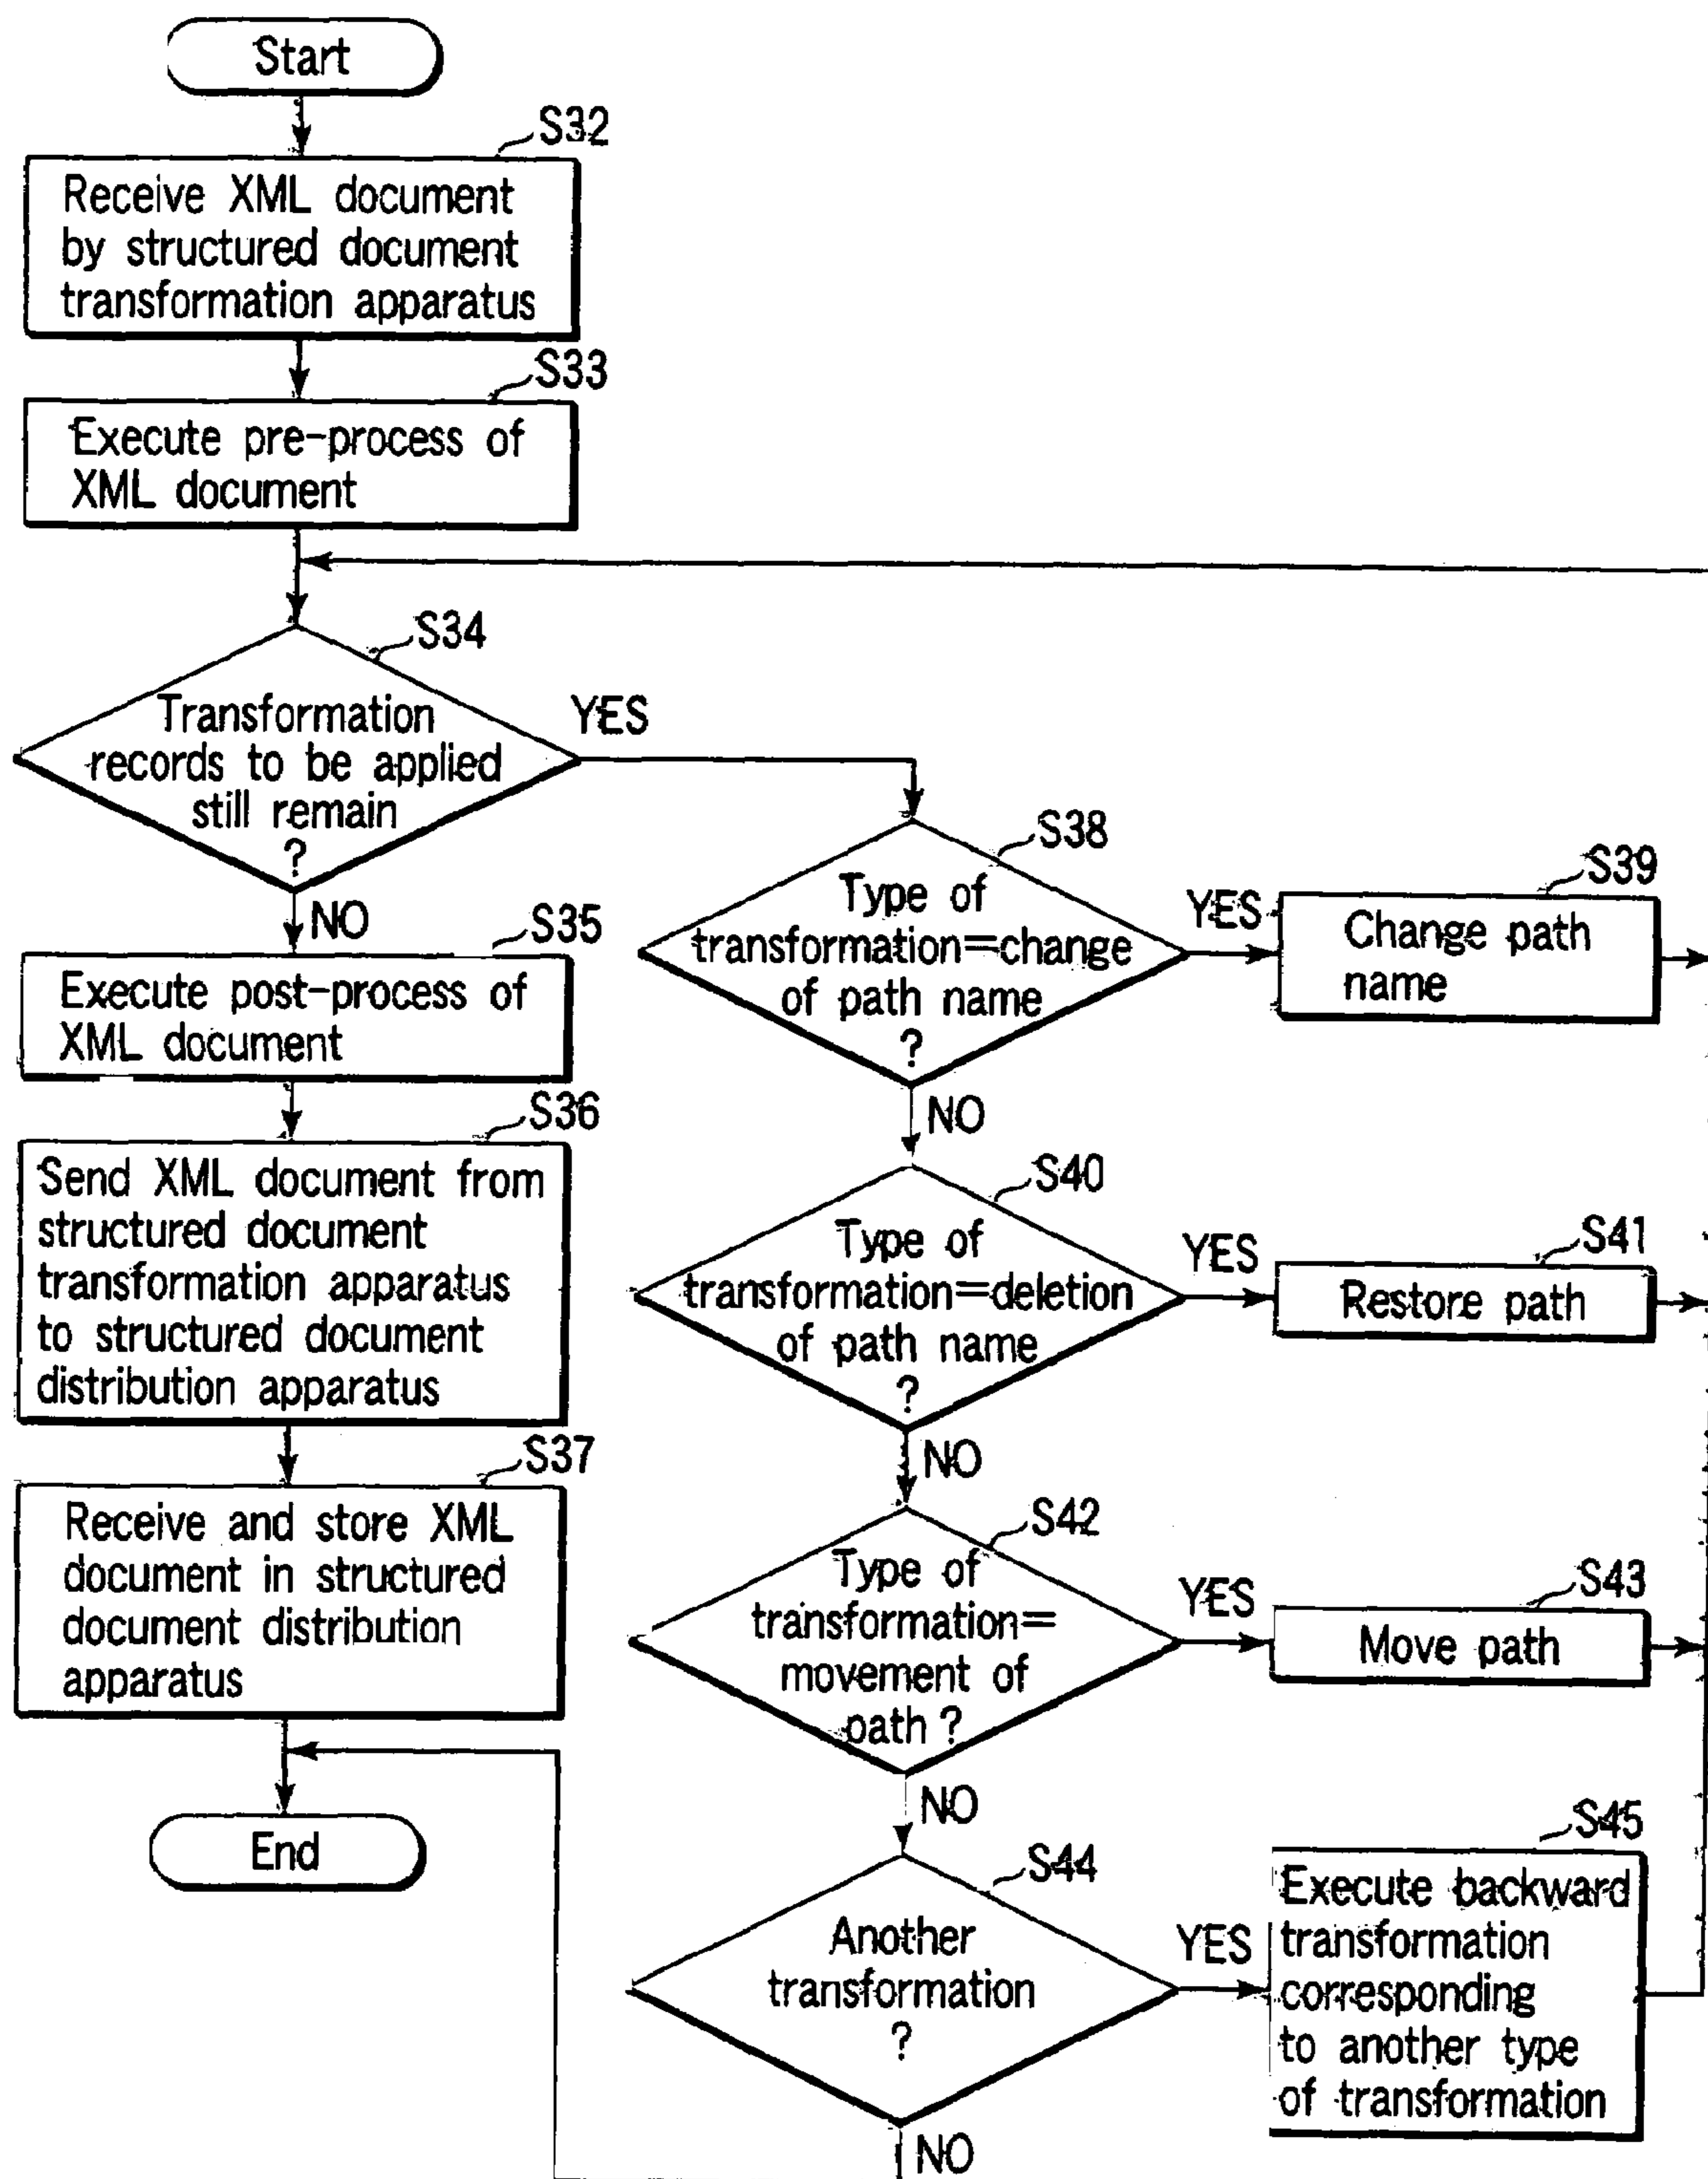 Start
S32
Receive XML document
by structured document
transformation apparatus
S33
Execute pre-process of
XML document
S34
Transformation
records to be applied
still remain
?
YES
NO
S35
Execute post-process of
XML document
S36
Send XML document from
structured document
transformation apparatus
to structured document
distribution apparatus
S37
Receive and store XML
document in structured
document distribution
apparatus
End
S38
Type of
transformation=change
of path name
?
YES
S39
Change path
name
NO
S40
Type of
transformation=deletion
of path name
?
YES
S41
Restore path
NO
S42
Type of
transformation=
movement of
path ?
YES
S43
Move path
NO
S44
Another
transformation
?
YES
S45
Execute backward
transformation
corresponding
to another type
of transformation
NO